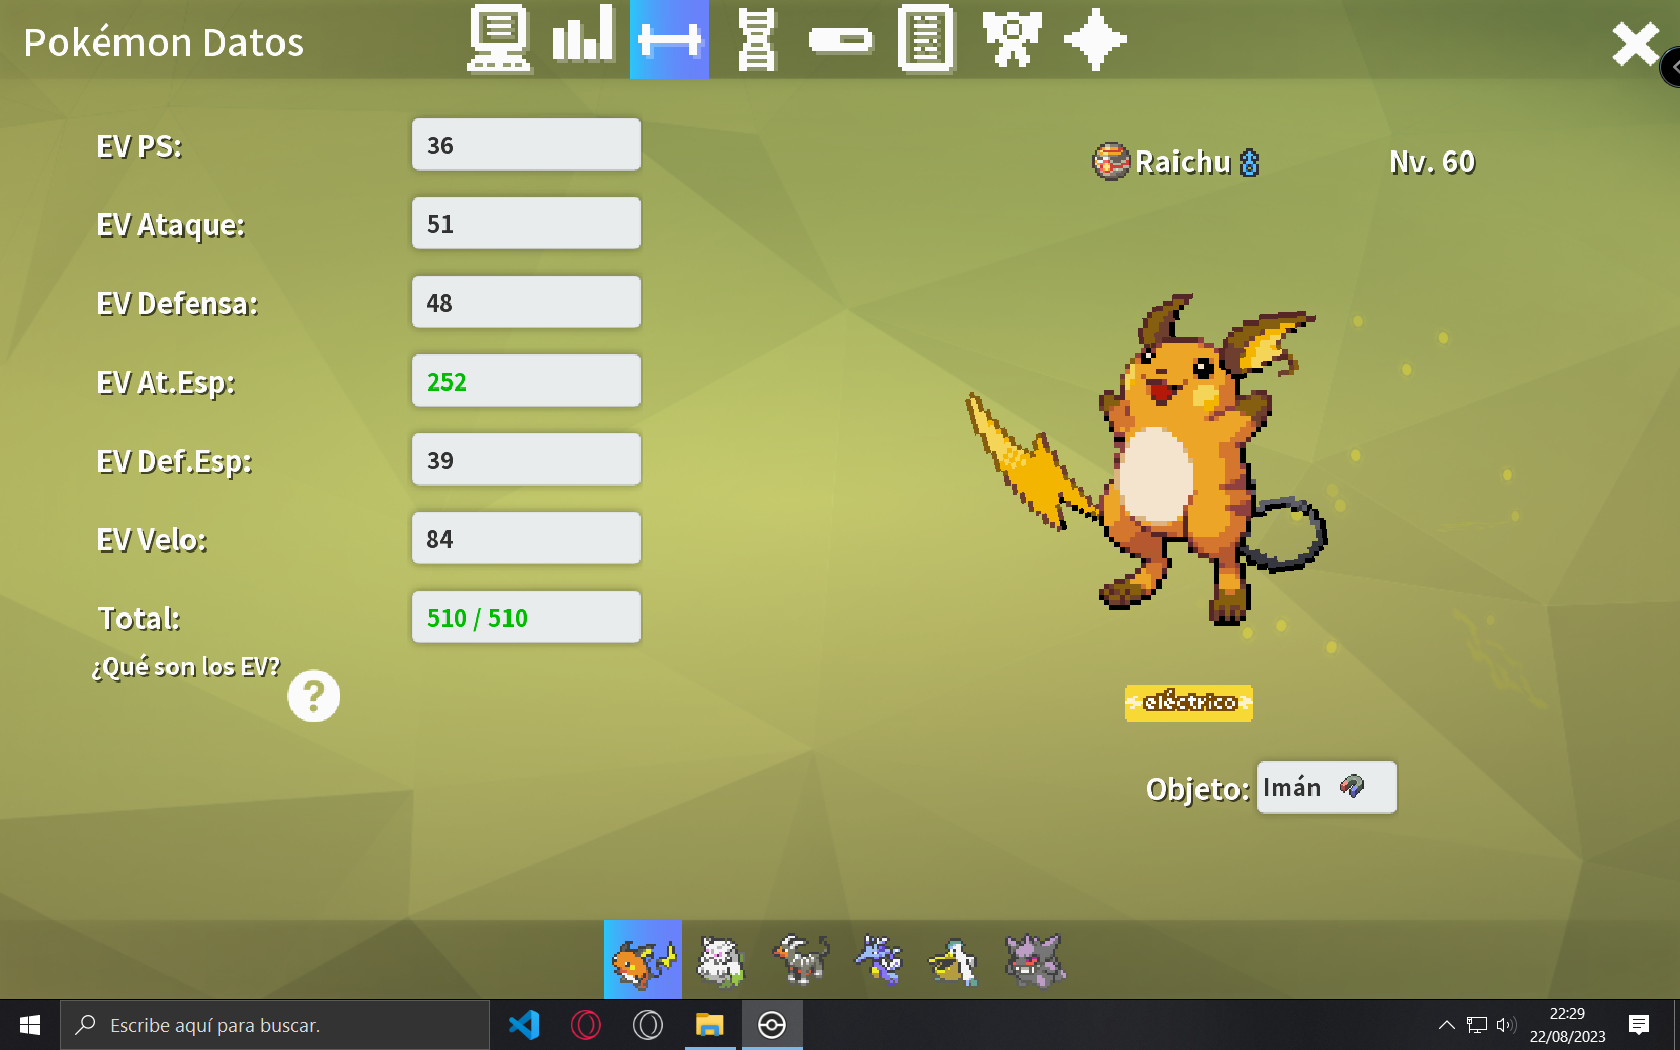 Pokémon Datos
EV PS: 36
EV Ataque: 51
EV Defensa: 48
EV At.Esp: 252
EV Def.Esp: 39
EV Velo: 84
Total: 510 / 510
¿Qué son los EV?
?
Raichu
Nv. 60
eléctrico
Objeto: Imán
Escribe aquí para buscar.
22:29
22/08/2023